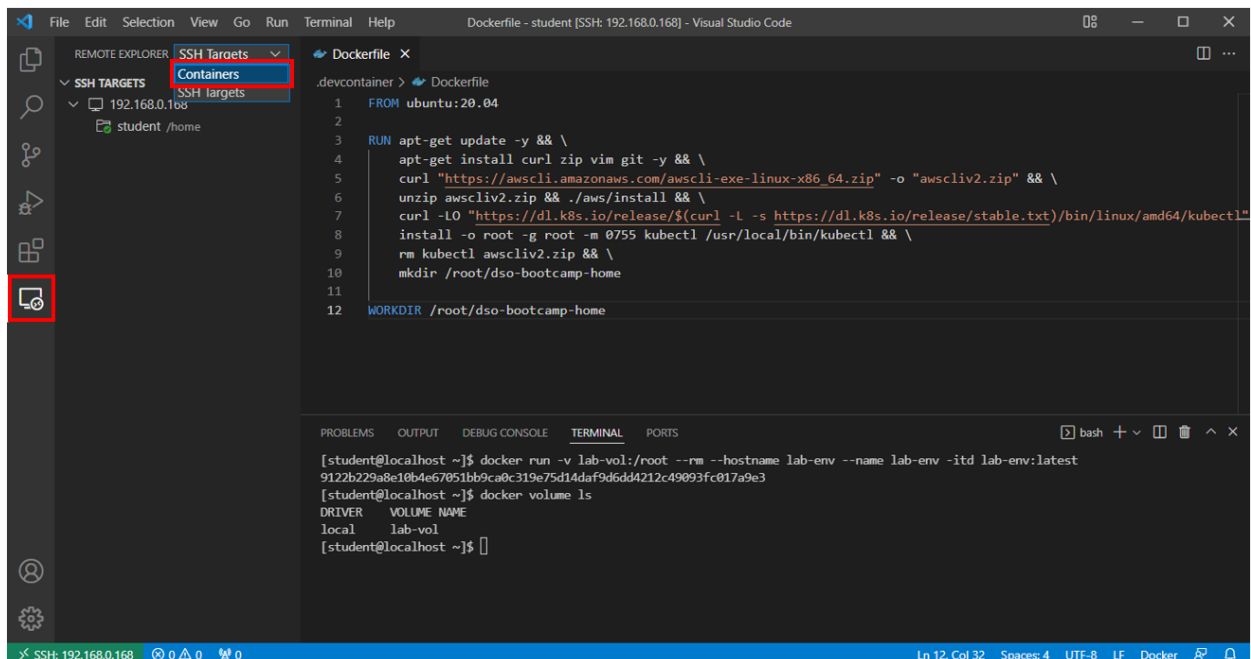 File Edit Selection View Go Run Terminal Help Dockerfile - student [SSH: 192.168.0.168] - Visual Studio Code
REMOTE EXPLORER SSH Targets
Containers
SSH Targets
SSH TARGETS
192.168.0.168
student /home
Dockerfile
.devcontainer > Dockerfile
1 FROM ubuntu:20.04
2
3 RUN apt-get update -y && \
4 apt-get install curl zip vim git -y && \
5 curl "https://awscli.amazonaws.com/awscli-exe-linux-x86_64.zip" -o "awscliv2.zip" && \
6 unzip awscliv2.zip && ./aws/install && \
7 curl -LO "https://dl.k8s.io/release/$(curl -L -s https://dl.k8s.io/release/stable.txt)/bin/linux/amd64/kubectl"
8 install -o root -g root -m 0755 kubectl /usr/local/bin/kubectl && \
9 rm kubectl awscliv2.zip && \
10 mkdir /root/dso-bootcamp-home
11
12 WORKDIR /root/dso-bootcamp-home
PROBLEMS OUTPUT DEBUG CONSOLE TERMINAL PORTS bash
[student@localhost ~]$ docker run -v lab-vol:/root --rm --hostname lab-env --name lab-env -itd lab-env:latest
9122b229a8e10b4e67051bb9ca0c319e75d14daf9d6dd4212c49093fc017a9e3
[student@localhost ~]$ docker volume ls
DRIVER VOLUME NAME
local lab-vol
[student@localhost ~]$
SSH: 192.168.0.168 0 0 0 Ln 12, Col 32 Spaces: 4 UTF-8 LF Docker